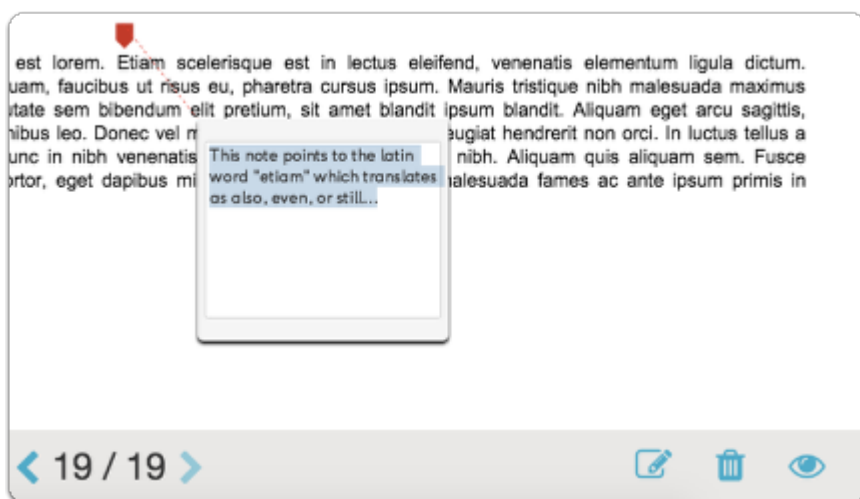 est lorem. Etiam scelerisque est in lectus eleifend, venenatis elementum ligula dictum.
uam, faucibus ut risus eu, pharetra cursus ipsum. Mauris tristique nibh malesuada maximus
tate sem bibendum elit pretium, sit amet blandit ipsum blandit. Aliquam eget arcu sagittis,
nibus leo. Donec vel eugiat hendrerit non orci. In luctus tellus a
unc in nibh venenatis nibh. Aliquam quis aliquam sem. Fusce
ortor, eget dapibus mi alesuada fames ac ante ipsum primis in
This note points to the latin
word "etiam" which translates
as also, even, or still...
19 / 19